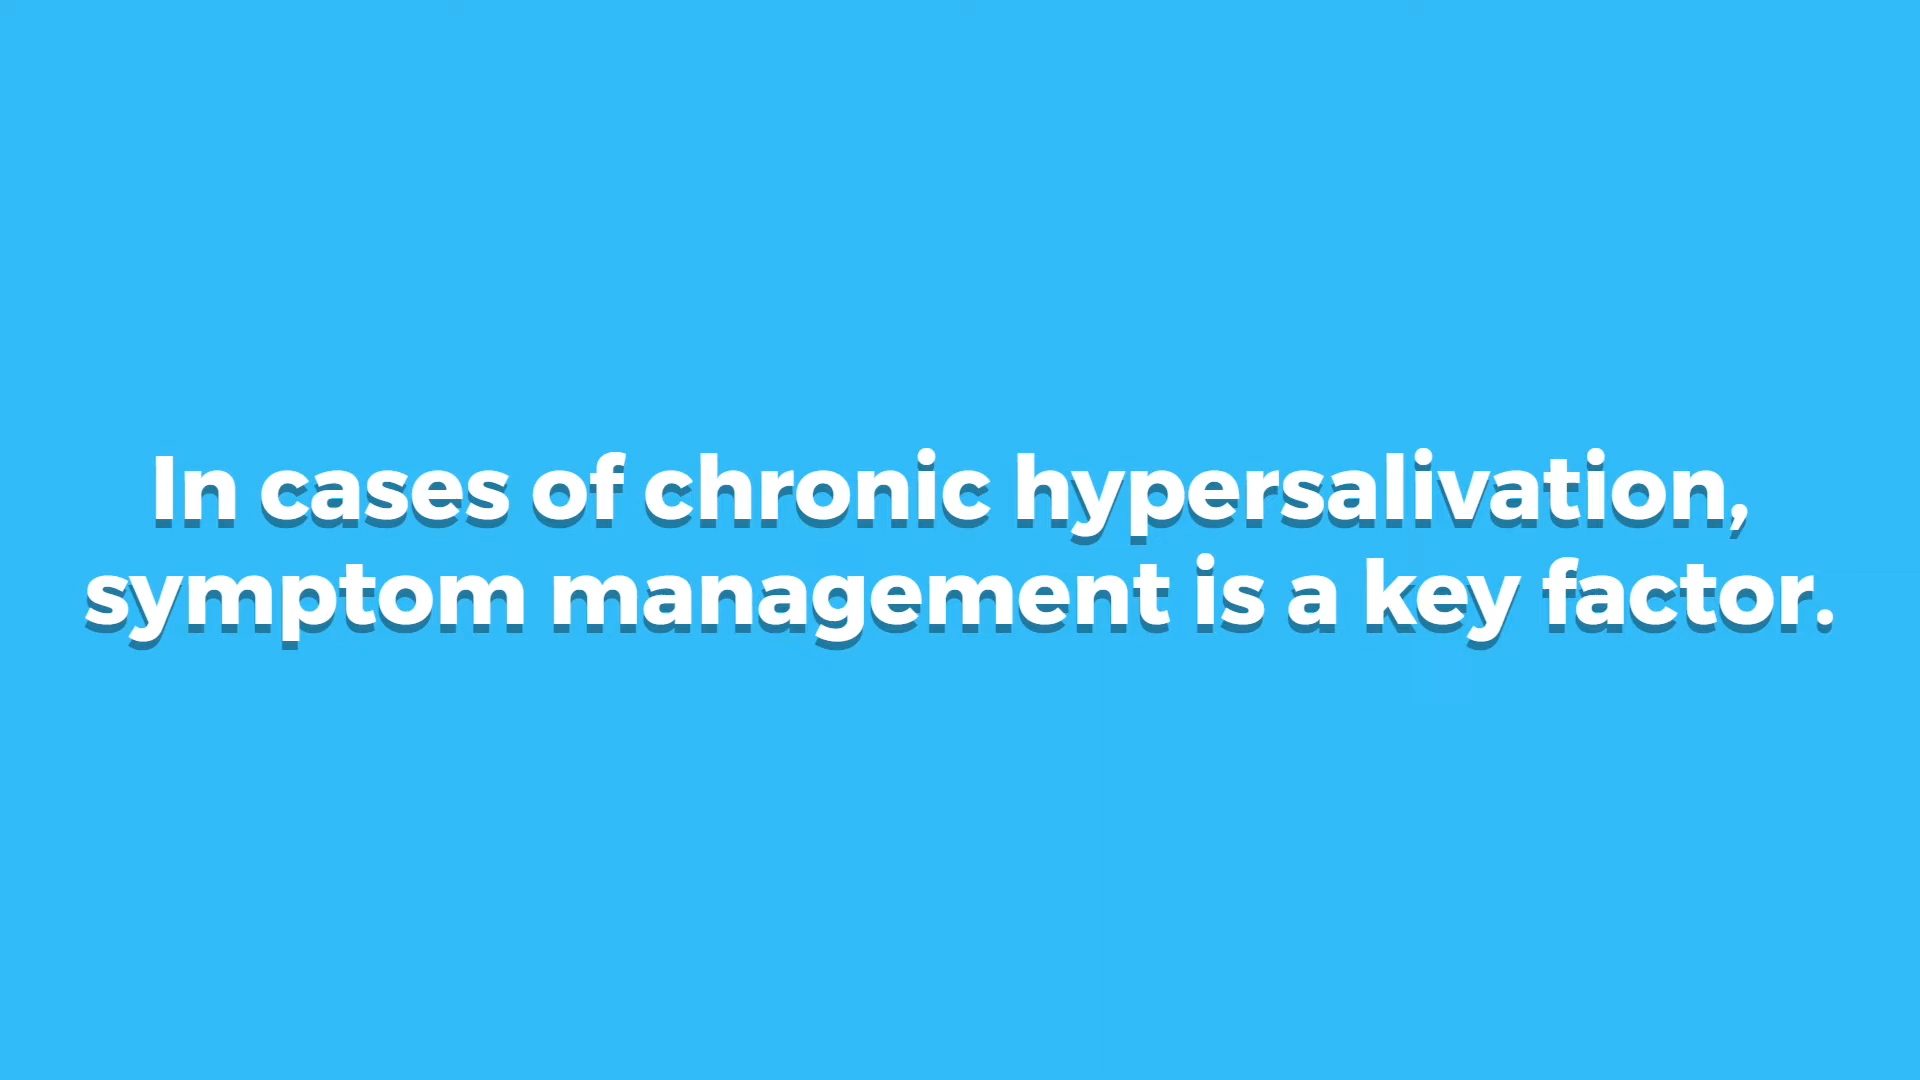 In cases of chronic hypersalivation,
symptom management is a key factor.